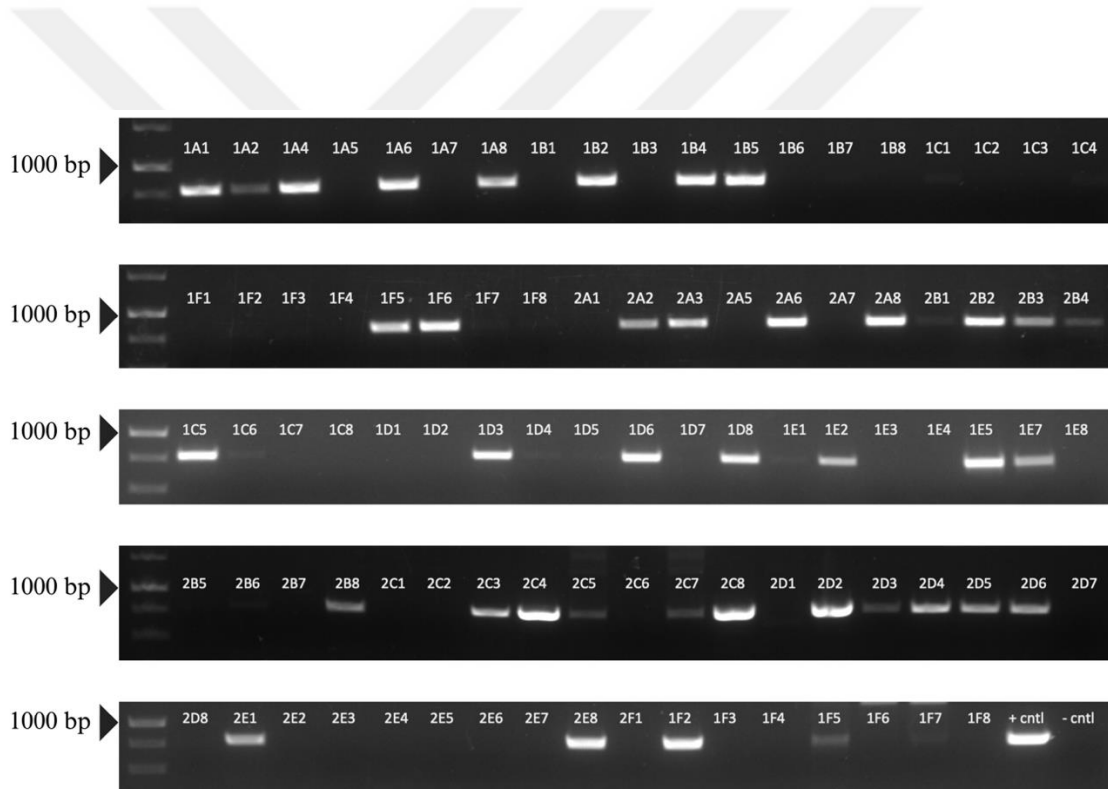 1000 bp 1A1 1A2 1A4 1A5 1A6 1A7 1A8 1B1 1B2 1B3 1B4 1B5 1B6 1B7 1B8 1C1 1C2 1C3 1C4
1000 bp 1F1 1F2 1F3 1F4 1F5 1F6 1F7 1F8 2A1 2A2 2A3 2A5 2A6 2A7 2A8 2B1 2B2 2B3 2B4
1000 bp 1C5 1C6 1C7 1C8 1D1 1D2 1D3 1D4 1D5 1D6 1D7 1D8 1E1 1E2 1E3 1E4 1E5 1E7 1E8
1000 bp 2B5 2B6 2B7 2B8 2C1 2C2 2C3 2C4 2C5 2C6 2C7 2C8 2D1 2D2 2D3 2D4 2D5 2D6 2D7
1000 bp 2D8 2E1 2E2 2E3 2E4 2E5 2E6 2E7 2E8 2F1 1F2 1F3 1F4 1F5 1F6 1F7 1F8 + cntl - cntl